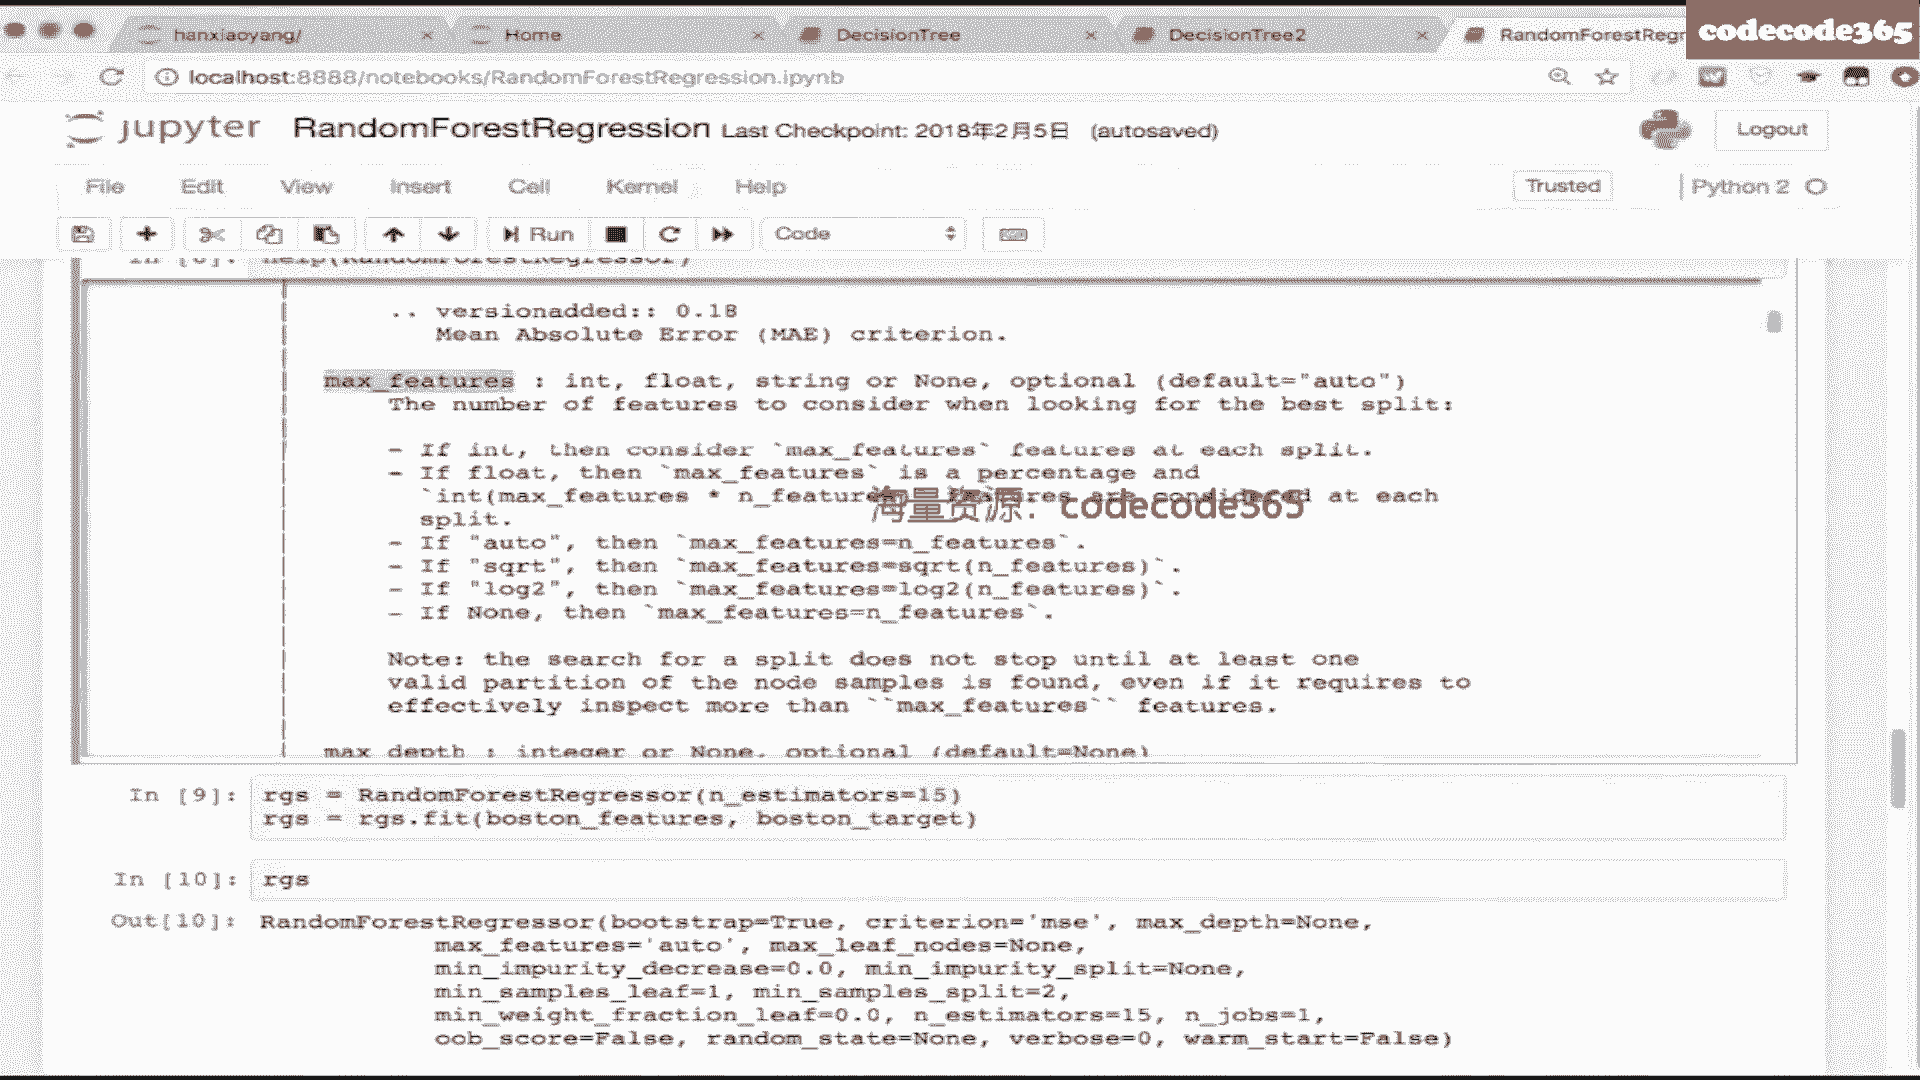 hanxiaoyang/
Home
DecisionTree
DecisionTree2
RandomForestRegr
codecode365
localhost:8888/notebooks/RandomForestRegression.ipynb
jupyter RandomForestRegression Last Checkpoint: 2018年2月5日 (autosaved)
Logout
File Edit View Insert Cell Kernel Help
Trusted
Python 2
Run
Code
In [6]: help(RandomForestRegressor)
.. versionadded:: 0.18
Mean Absolute Error (MAE) criterion.
max_features : int, float, string or None, optional (default="auto")
The number of features to consider when looking for the best split:
- If int, then consider `max_features` features at each split.
- If float, then `max_features` is a percentage and
`int(max_features * n_features) features are considered at each
split.
海量资源：codecode365
- If "auto", then `max_features=n_features`.
- If "sqrt", then `max_features=sqrt(n_features)`.
- If "log2", then `max_features=log2(n_features)`.
- If None, then `max_features=n_features`.
Note: the search for a split does not stop until at least one
valid partition of the node samples is found, even if it requires to
effectively inspect more than ``max_features`` features.
max_depth : integer or None, optional (default=None)
In [9]: rgs = RandomForestRegressor(n_estimators=15)
rgs = rgs.fit(boston_features, boston_target)
In [10]: rgs
Out[10]: RandomForestRegressor(bootstrap=True, criterion='mse', max_depth=None,
max_features='auto', max_leaf_nodes=None,
min_impurity_decrease=0.0, min_impurity_split=None,
min_samples_leaf=1, min_samples_split=2,
min_weight_fraction_leaf=0.0, n_estimators=15, n_jobs=1,
oob_score=False, random_state=None, verbose=0, warm_start=False)